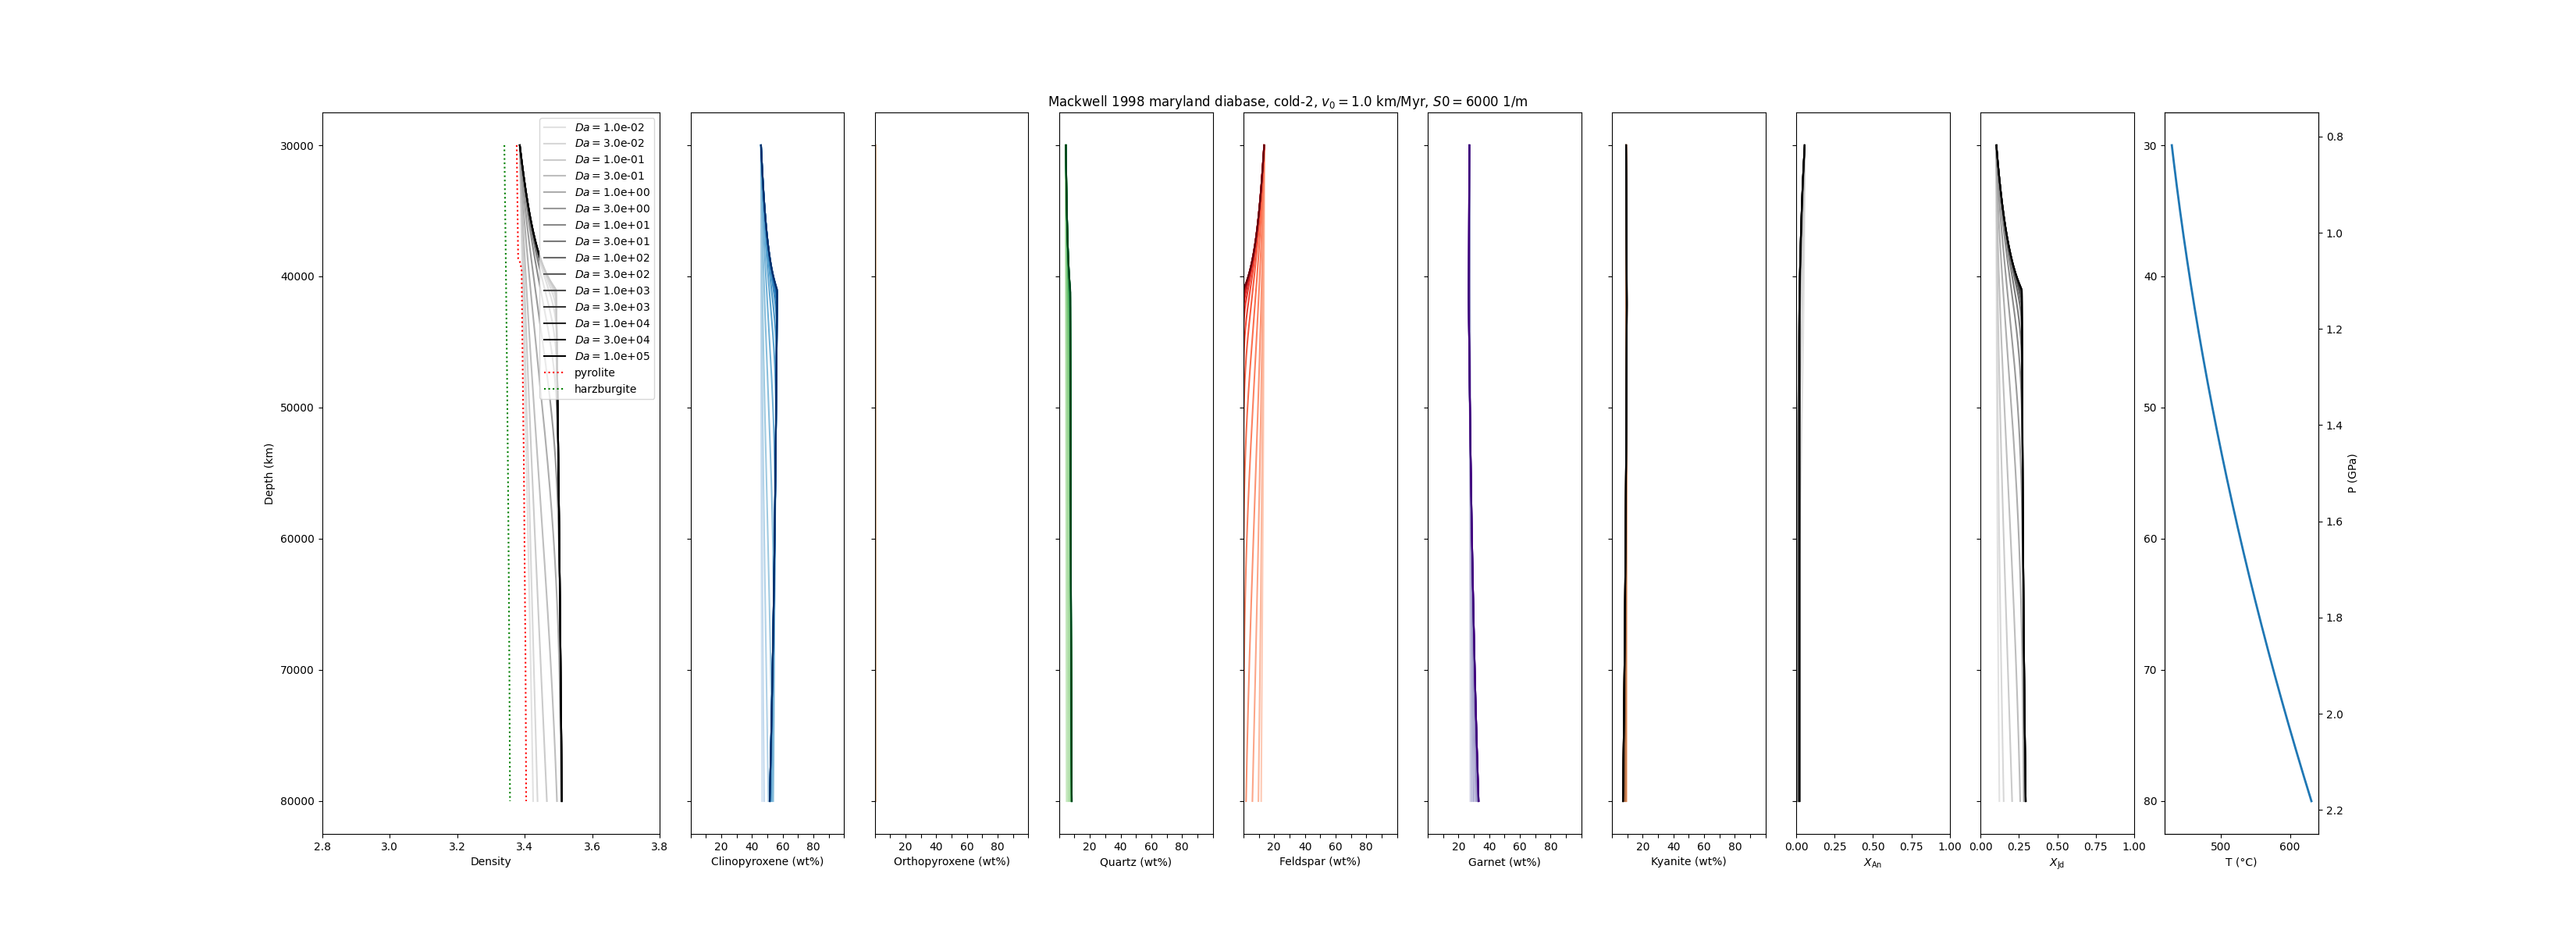 Mackwell 1998 maryland diabase, cold-2, v₀ = 1.0 km/Myr, S0 = 6000 1/m
Da = 1.0e-02
Da = 3.0e-02
Da = 1.0e-01
Da = 3.0e-01
Da = 1.0e+00
Da = 3.0e+00
Da = 1.0e+01
Da = 3.0e+01
Da = 1.0e+02
Da = 3.0e+02
Da = 1.0e+03
Da = 3.0e+03
Da = 1.0e+04
Da = 3.0e+04
Da = 1.0e+05
pyrolite
harzburgite
Depth (km)
30000
40000
50000
60000
70000
80000
2.8 3.0 3.2 3.4 3.6 3.8
Density
20 40 60 80
Clinopyroxene (wt%)
20 40 60 80
Orthopyroxene (wt%)
20 40 60 80
Quartz (wt%)
20 40 60 80
Feldspar (wt%)
20 40 60 80
Garnet (wt%)
20 40 60 80
Kyanite (wt%)
0.00 0.25 0.50 0.75 1.00
X_An
0.00 0.25 0.50 0.75 1.00
X_Jd
30
40
50
60
70
80
500 600
T (°C)
0.8
1.0
1.2
1.4
1.6
1.8
2.0
2.2
P (GPa)